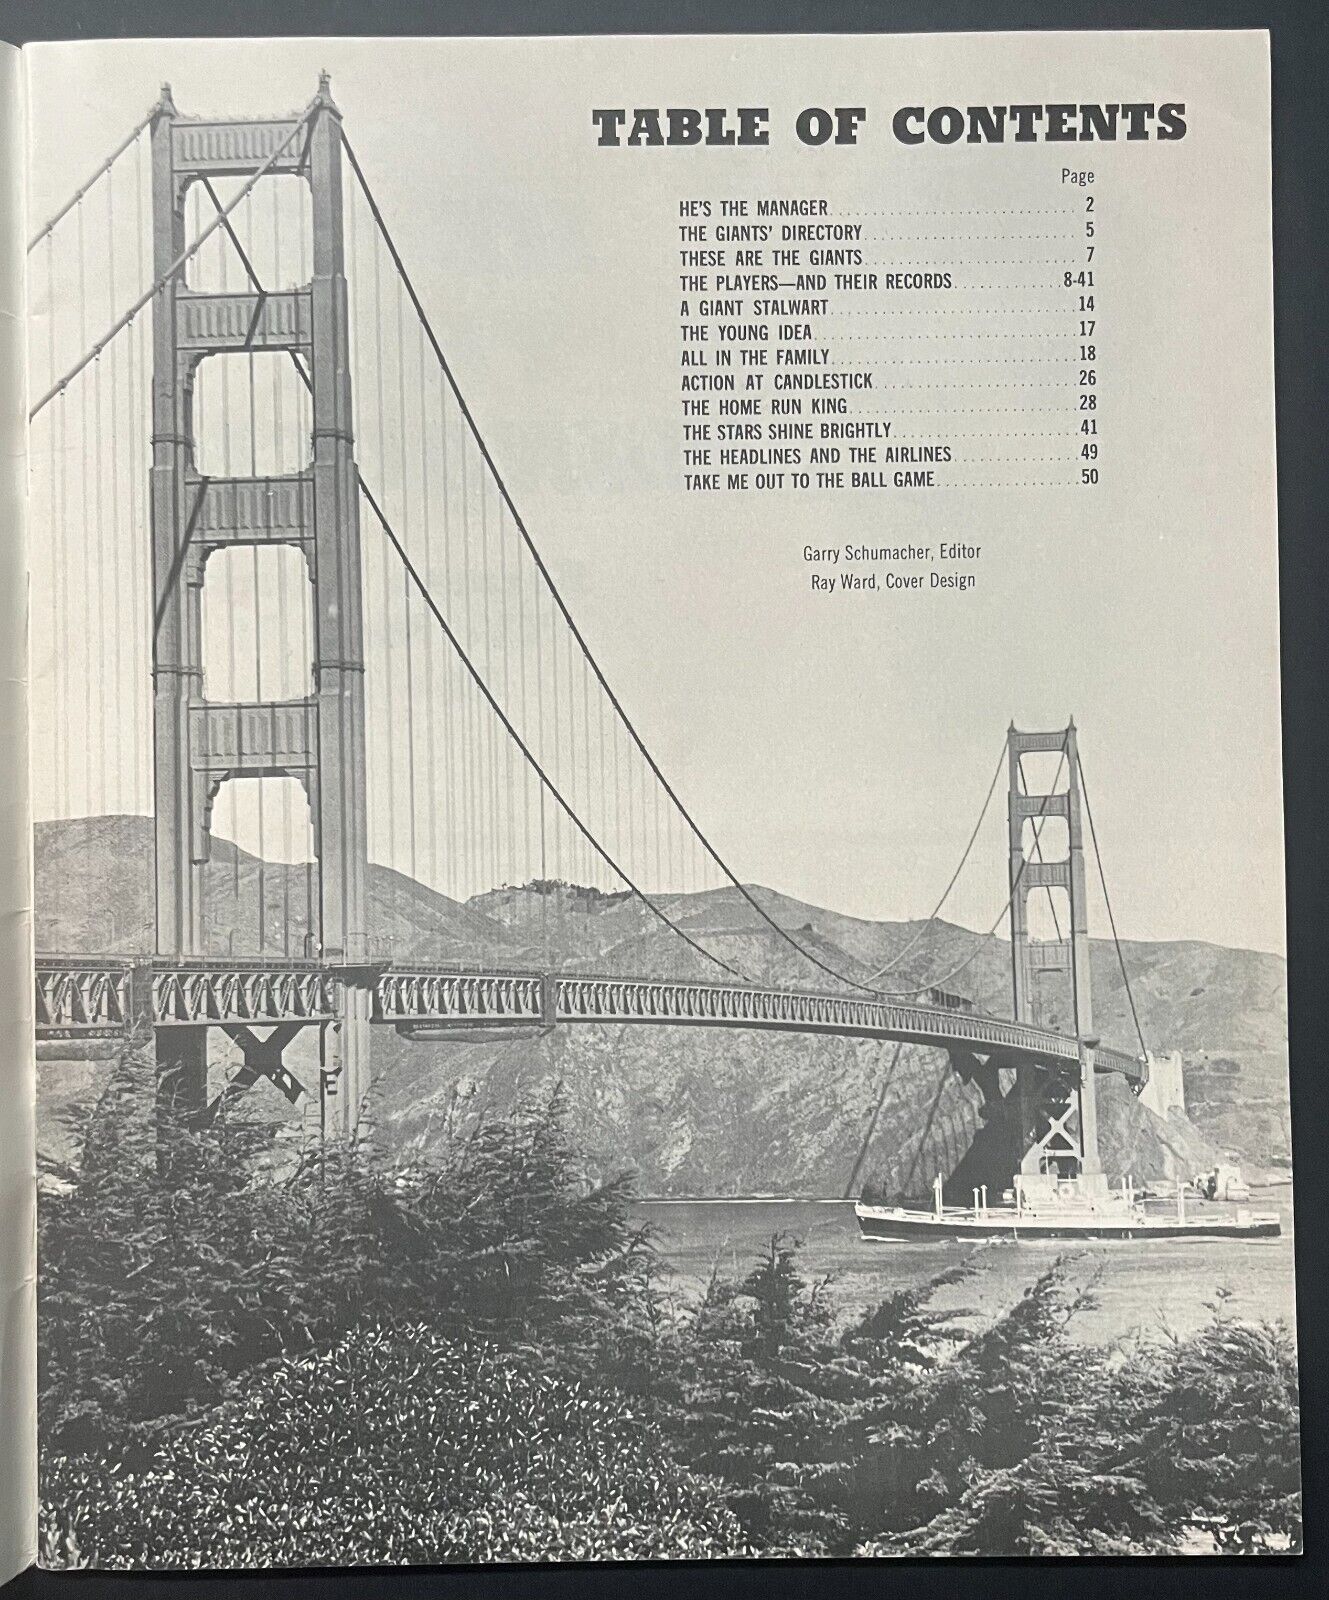 TABLE OF CONTENTS
Page
HE'S THE MANAGER............................ 2
THE GIANTS' DIRECTORY........................ 5
THESE ARE THE GIANTS......................... 7
THE PLAYERS—AND THEIR RECORDS.............8-41
A GIANT STALWART.............................14
THE YOUNG IDEA...............................17
ALL IN THE FAMILY............................18
ACTION AT CANDLESTICK........................26
THE HOME RUN KING...........................28
THE STARS SHINE BRIGHTLY......................41
THE HEADLINES AND THE AIRLINES...............49
TAKE ME OUT TO THE BALL GAME.................50
Garry Schumacher, Editor
Ray Ward, Cover Design